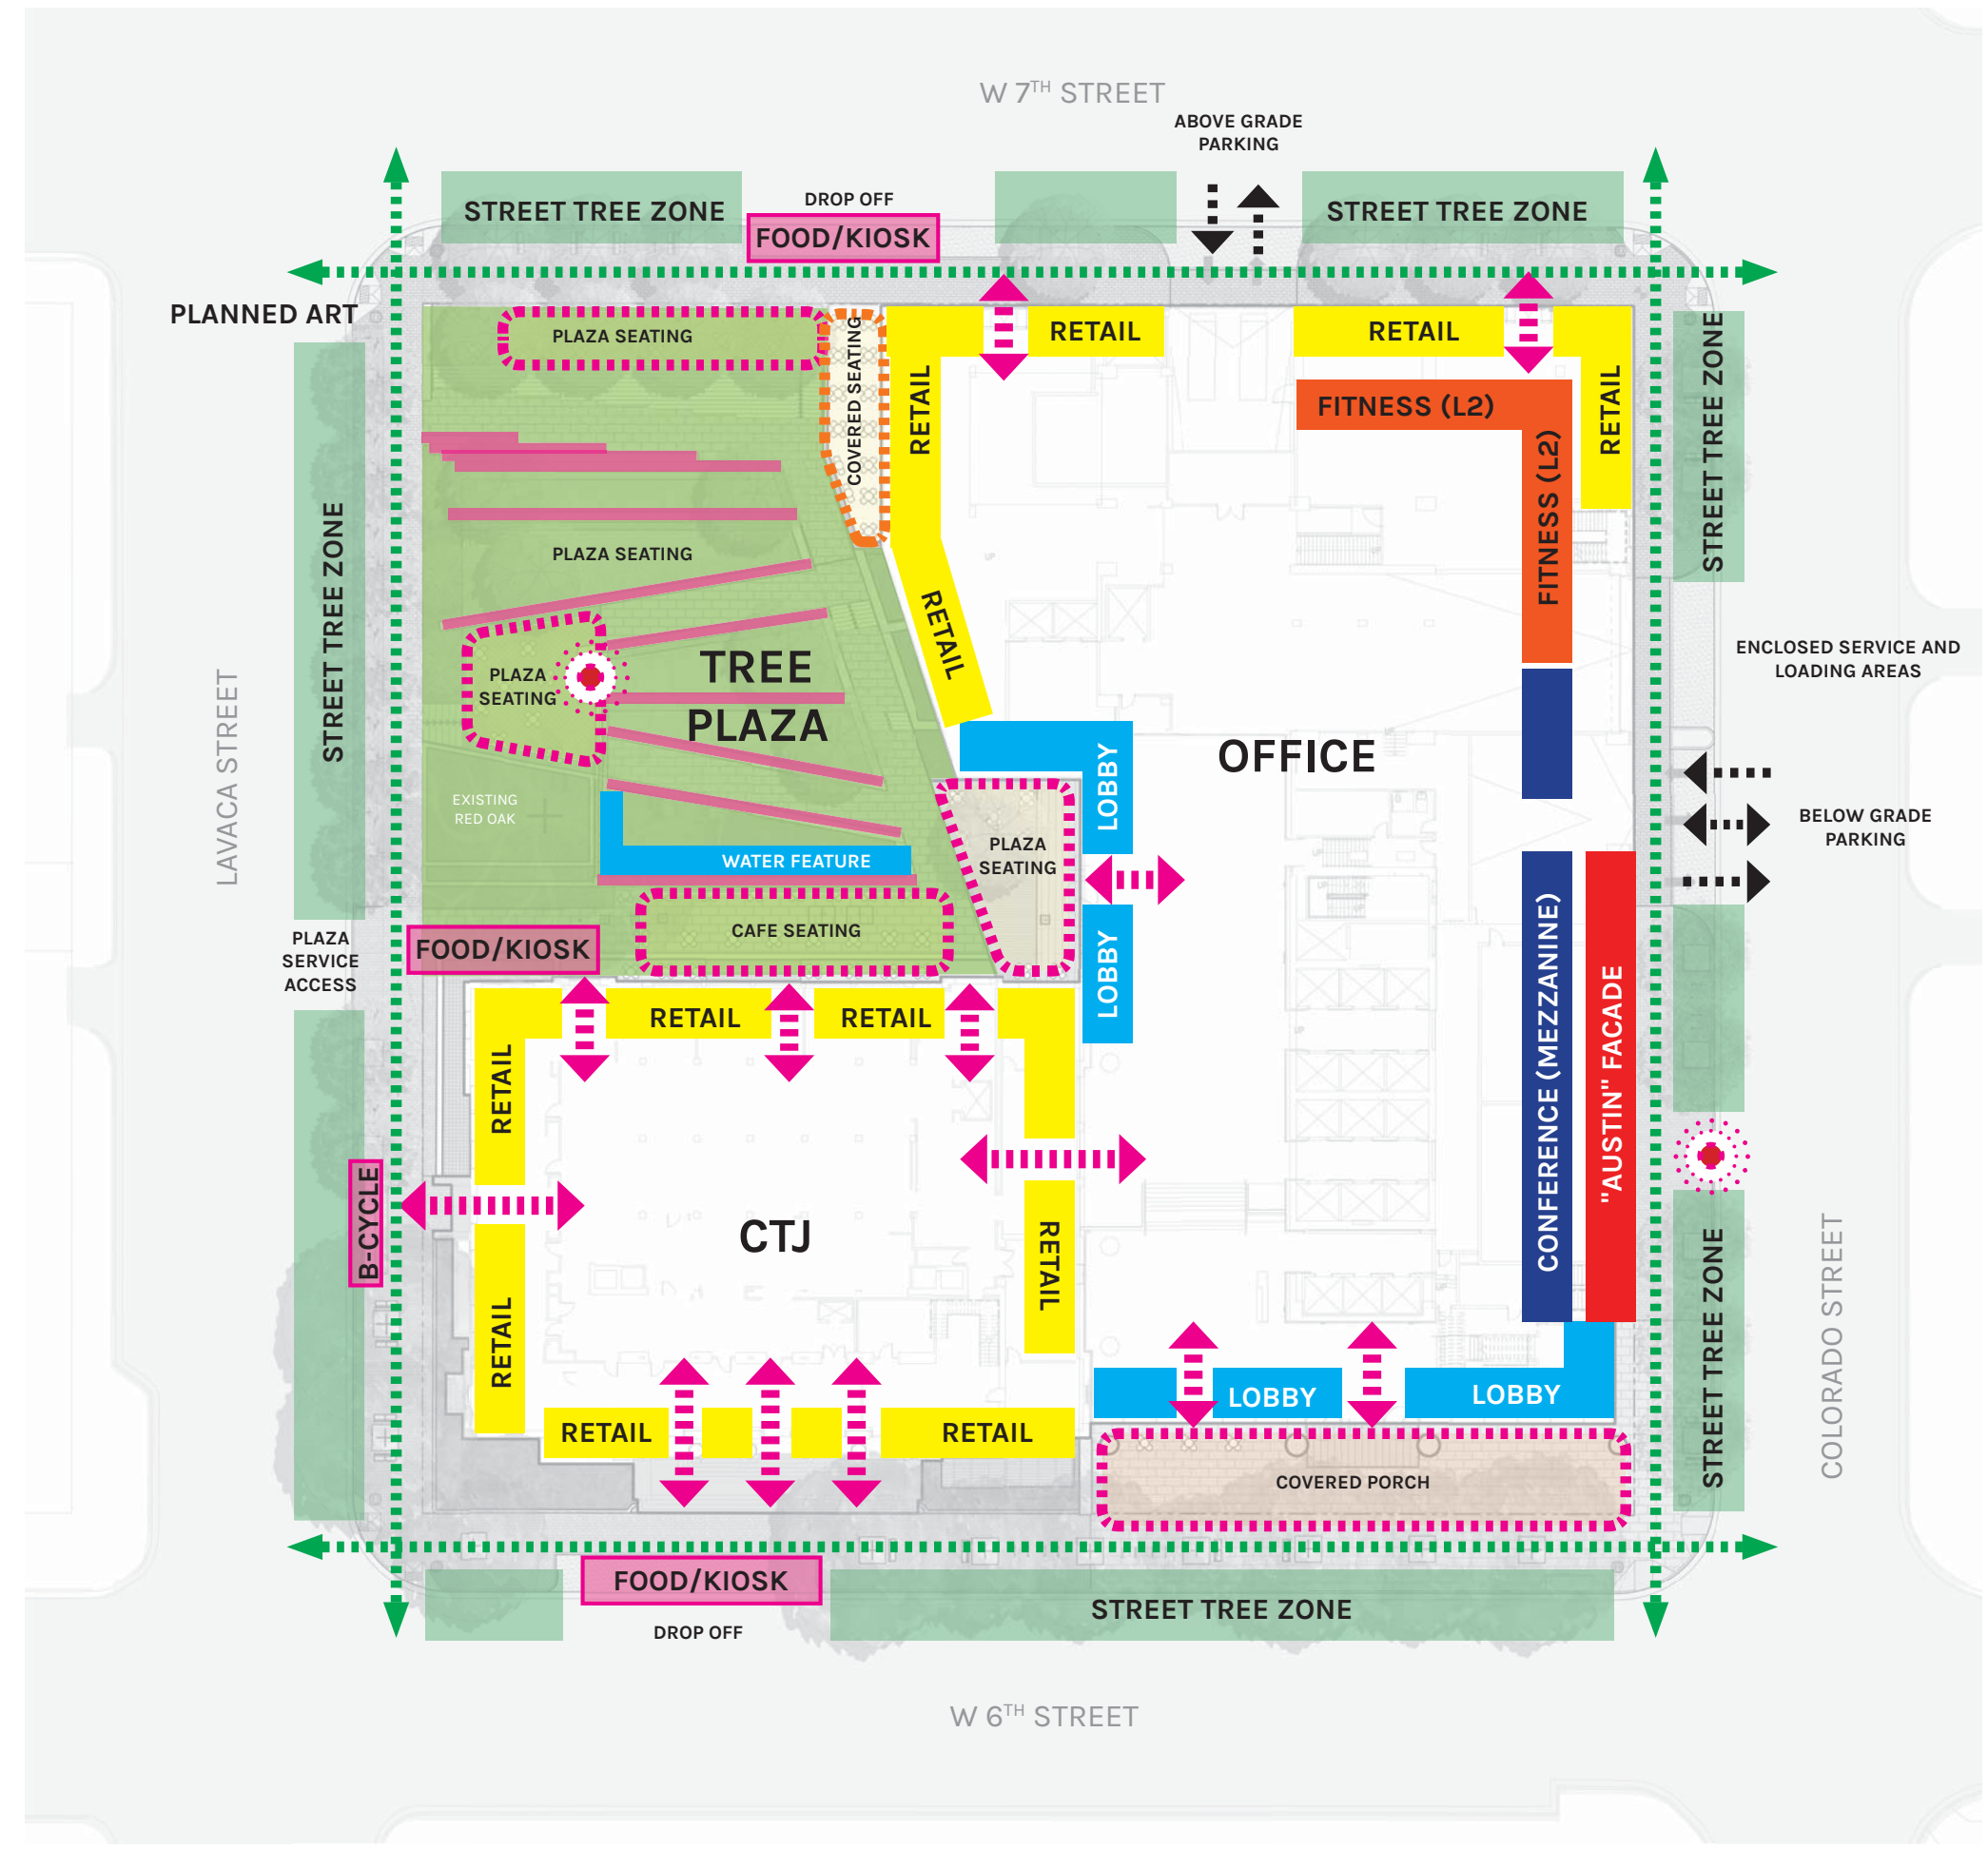 W 7TH STREET
ABOVE GRADE
PARKING
DROP OFF
STREET TREE ZONE
FOOD/KIOSK
STREET TREE ZONE
PLANNED ART
PLAZA SEATING
COVERED SEATING
RETAIL
RETAIL
RETAIL
RETAIL
STREET TREE ZONE
FITNESS (L2)
FITNESS (L2)
STREET TREE ZONE
PLAZA SEATING
RETAIL
ENCLOSED SERVICE AND
LOADING AREAS
PLAZA
SEATING
TREE
PLAZA
LAVACA STREET
OFFICE
LOBBY
EXISTING
RED OAK
WATER FEATURE
PLAZA
SEATING
BELOW GRADE
PARKING
CAFE SEATING
FOOD/KIOSK
LOBBY
PLAZA
SERVICE
ACCESS
RETAIL
RETAIL
RETAIL
CONFERENCE (MEZZANINE)
"AUSTIN" FACADE
B-CYCLE
CTJ
RETAIL
RETAIL
STREET TREE ZONE
COLORADO STREET
LOBBY
LOBBY
RETAIL
RETAIL
COVERED PORCH
FOOD/KIOSK
STREET TREE ZONE
DROP OFF
W 6TH STREET